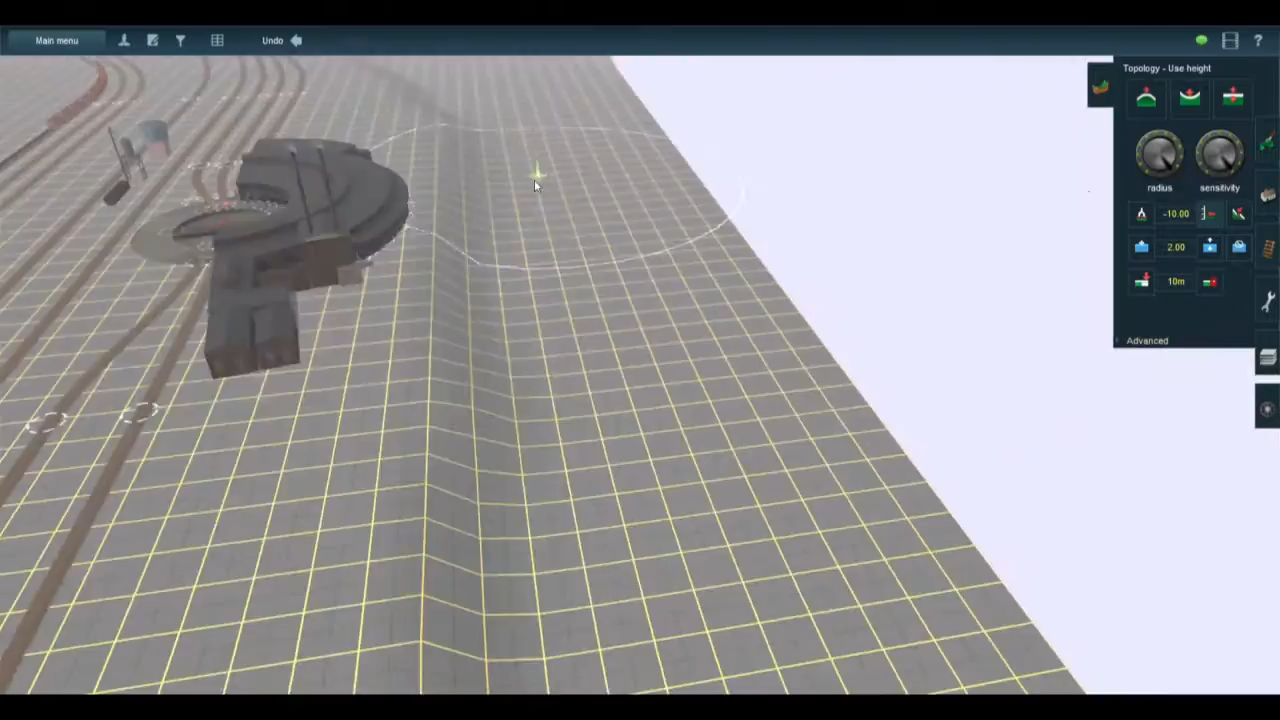 Main menu
Undo
?
Topology - Use height
radius
sensitivity
-10.00
2.00
10m
Advanced